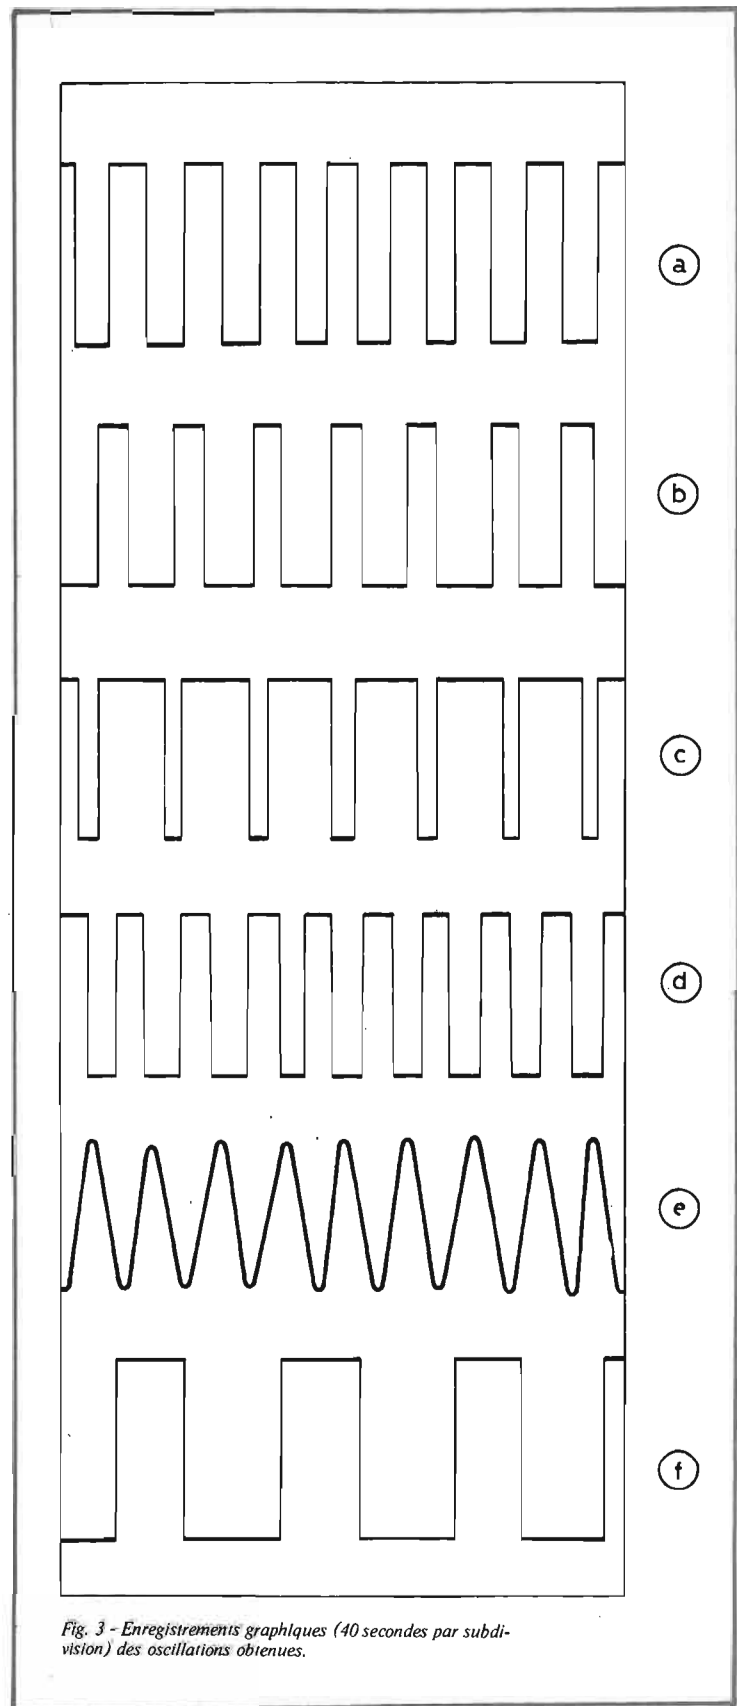 a
b
c
d
e
f
Fig. 3 - Enregistrements graphiques (40 secondes par subdi-
vision) des oscillations obtenues.